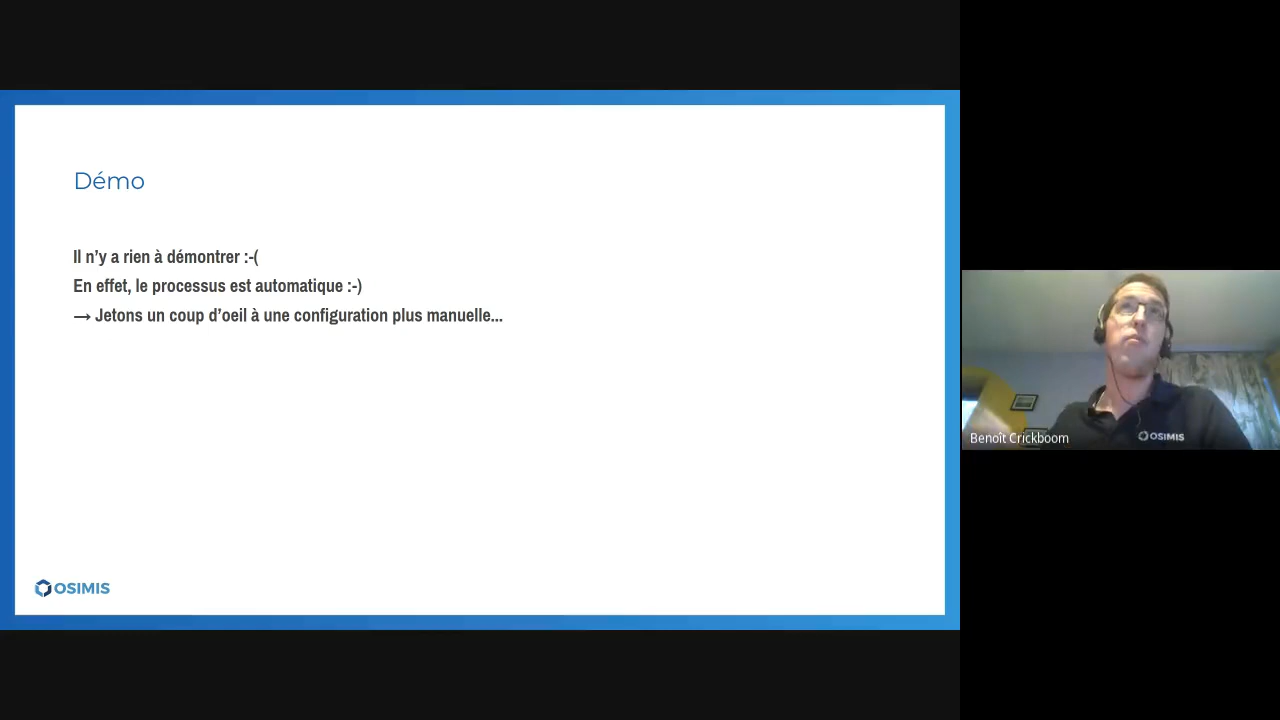 Démo
Il n’y a rien à démontrer :-(
En effet, le processus est automatique :-)
→ Jetons un coup d’oeil à une configuration plus manuelle...
OSIMIS
Benoît Crickboom
OSIMIS